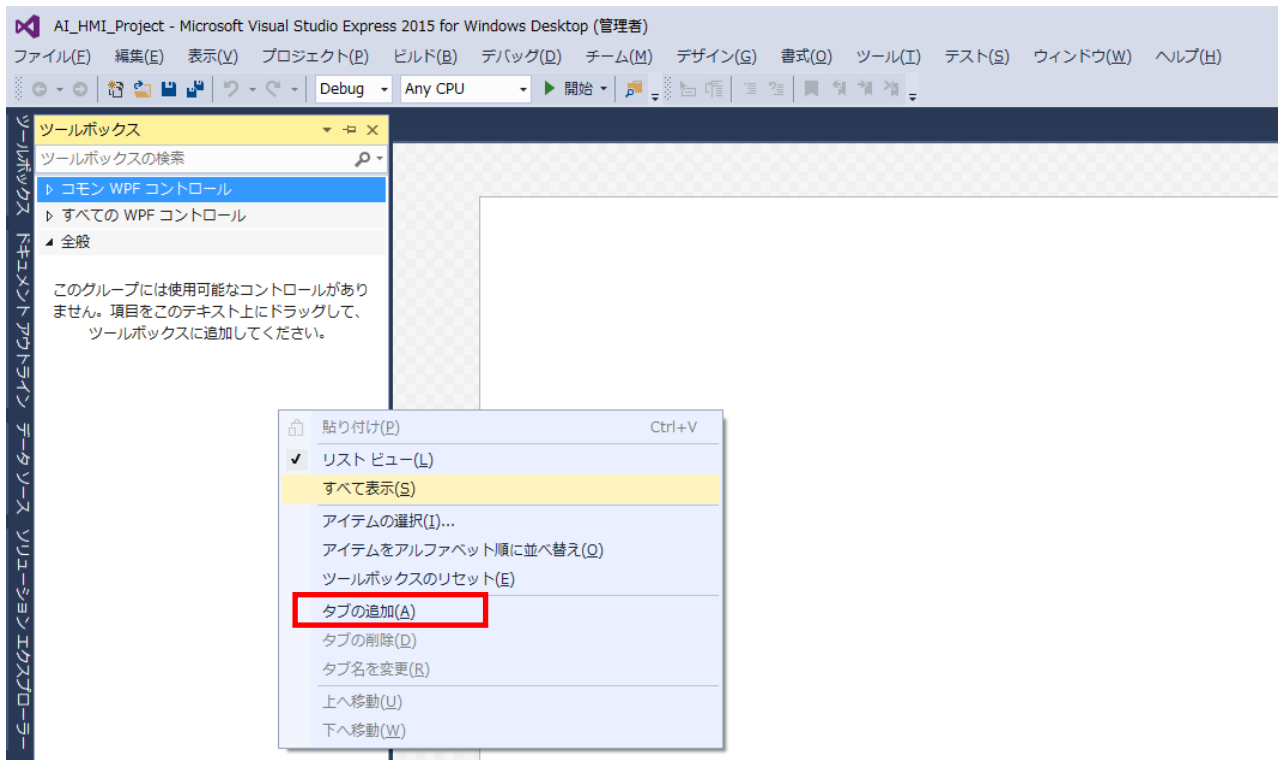 AI_HMI_Project - Microsoft Visual Studio Express 2015 for Windows Desktop (管理者)
ファイル(F) 編集(E) 表示(V) プロジェクト(P) ビルド(B) デバッグ(D) チーム(M) デザイン(G) 書式(O) ツール(T) テスト(S) ウィンドウ(W) ヘルプ(H)
Debug Any CPU 開始
ツールボックス
ドキュメント アウトライン
データ ソース
ソリューション エクスプローラー
ツールボックス
ツールボックスの検索
コモン WPF コントロール
すべての WPF コントロール
全般
このグループには使用可能なコントロールがあり
ません。項目をこのテキスト上にドラッグして、
ツールボックスに追加してください。
貼り付け(P) Ctrl+V
リスト ビュー(L)
すべて表示(S)
アイテムの選択(I)...
アイテムをアルファベット順に並べ替え(O)
ツールボックスのリセット(E)
タブの追加(A)
タブの削除(D)
タブ名を変更(R)
上へ移動(U)
下へ移動(W)